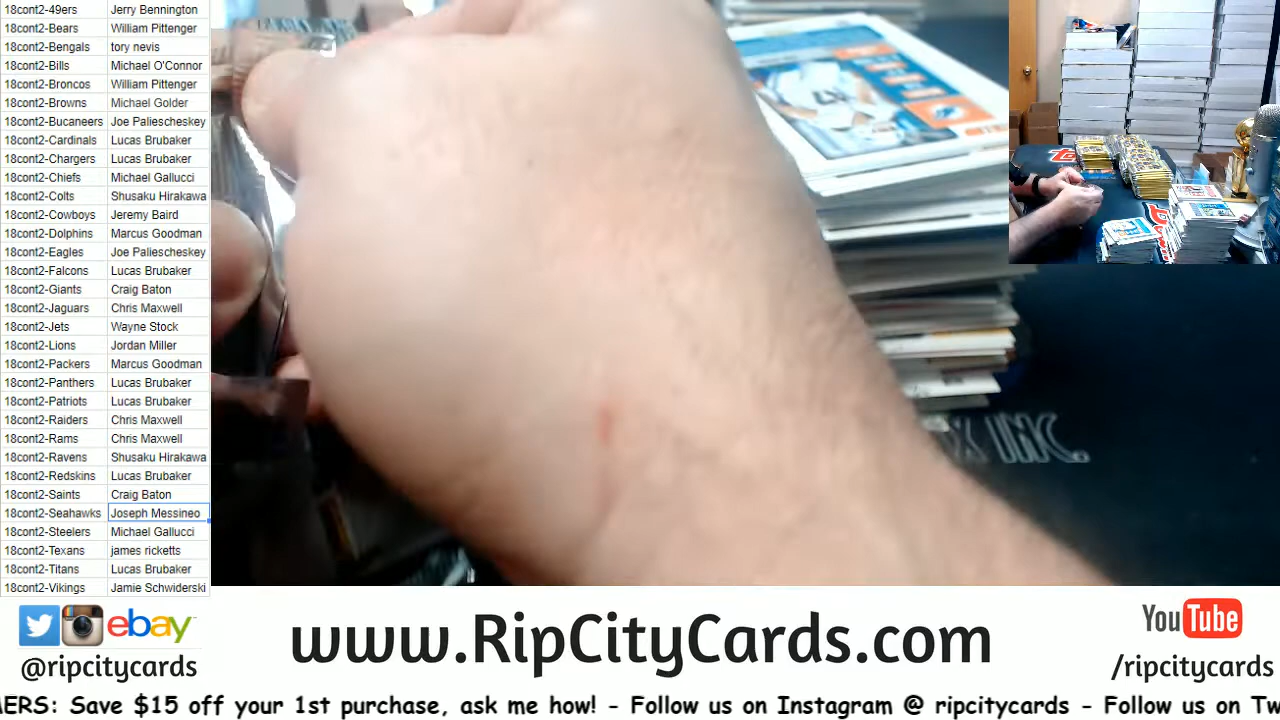 18cont2-49ers Jerry Bennington
18cont2-Bears William Pittenger
18cont2-Bengals tory nevis
18cont2-Bills Michael O'Connor
18cont2-Broncos William Pittenger
18cont2-Browns Michael Golder
18cont2-Bucaneers Joe Paliescheskey
18cont2-Cardinals Lucas Brubaker
18cont2-Chargers Lucas Brubaker
18cont2-Chiefs Michael Gallucci
18cont2-Colts Shusaku Hirakawa
18cont2-Cowboys Jeremy Baird
18cont2-Dolphins Marcus Goodman
18cont2-Eagles Joe Paliescheskey
18cont2-Falcons Lucas Brubaker
18cont2-Giants Craig Baton
18cont2-Jaguars Chris Maxwell
18cont2-Jets Wayne Stock
18cont2-Lions Jordan Miller
18cont2-Packers Marcus Goodman
18cont2-Panthers Lucas Brubaker
18cont2-Patriots Lucas Brubaker
18cont2-Raiders Chris Maxwell
18cont2-Rams Chris Maxwell
18cont2-Ravens Shusaku Hirakawa
18cont2-Redskins Lucas Brubaker
18cont2-Saints Craig Baton
18cont2-Seahawks Joseph Messineo
18cont2-Steelers Michael Gallucci
18cont2-Texans james ricketts
18cont2-Titans Lucas Brubaker
18cont2-Vikings Jamie Schwiderski
X INC.
ebay
@ripcitycards
www.RipCityCards.com
YouTube
/ripcitycards
ERS: Save $15 off your 1st purchase, ask me how! - Follow us on Instagram @ ripcitycards - Follow us on Tw